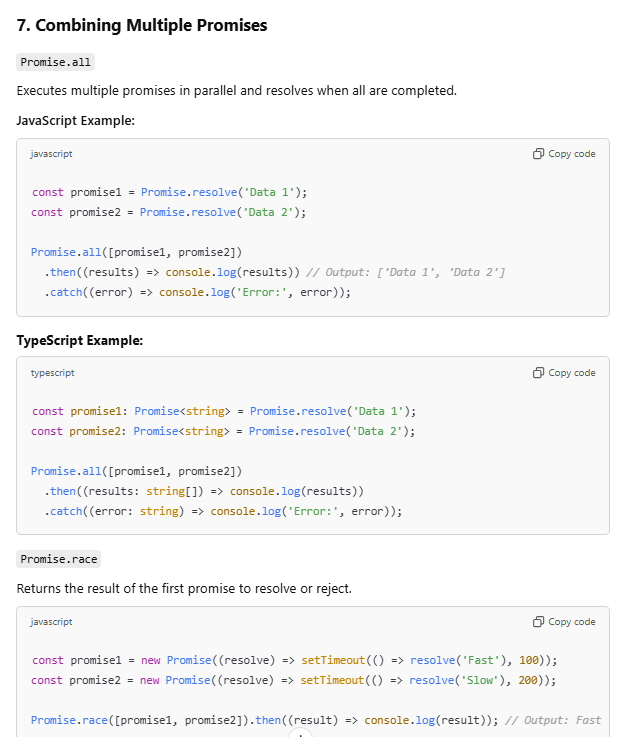 7. Combining Multiple Promises
Promise.all
Executes multiple promises in parallel and resolves when all are completed.
JavaScript Example:
javascript
Copy code
const promise1 = Promise.resolve('Data 1');
const promise2 = Promise.resolve('Data 2');
Promise.all([promise1, promise2])
  .then((results) => console.log(results)) // Output: ['Data 1', 'Data 2']
  .catch((error) => console.log('Error:', error));
TypeScript Example:
typescript
Copy code
const promise1: Promise<string> = Promise.resolve('Data 1');
const promise2: Promise<string> = Promise.resolve('Data 2');
Promise.all([promise1, promise2])
  .then((results: string[]) => console.log(results))
  .catch((error: string) => console.log('Error:', error));
Promise.race
Returns the result of the first promise to resolve or reject.
javascript
Copy code
const promise1 = new Promise((resolve) => setTimeout(() => resolve('Fast'), 100));
const promise2 = new Promise((resolve) => setTimeout(() => resolve('Slow'), 200));
Promise.race([promise1, promise2]).then((result) => console.log(result)); // Output: Fast